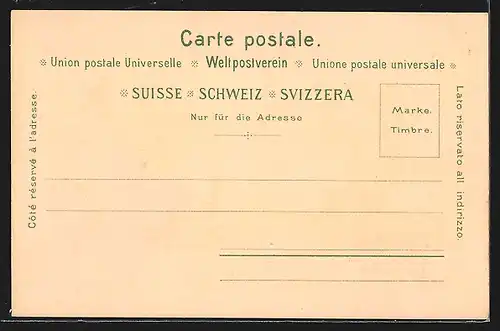 Carte postale.
※ Union postale Universelle ※ Weltpostverein ※ Unione postale universale ※
※ SUISSE ※ SCHWEIZ ※ SVIZZERA
Nur für die Adresse
Marke.
Timbre.
Côté réservé à l'adresse.
Lato riservato all indirizzo.